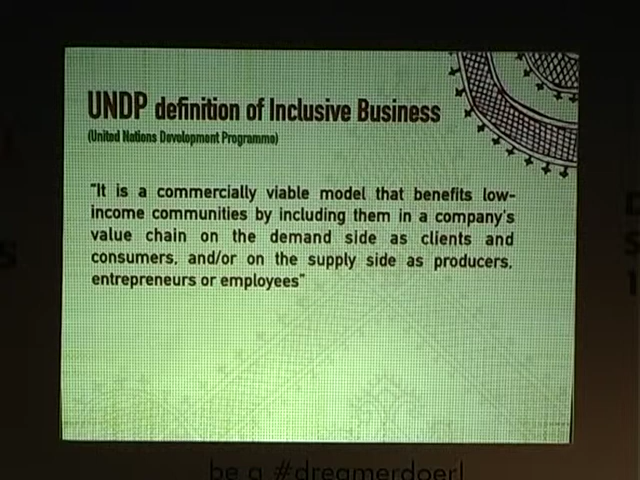 UNDP definition of Inclusive Business
(United Nations Development Programme)
"It is a commercially viable model that benefits low-
income communities by including them in a company's
value chain on the demand side as clients and
consumers, and/or on the supply side as producers,
entrepreneurs or employees"
be a #dreamerdoer!